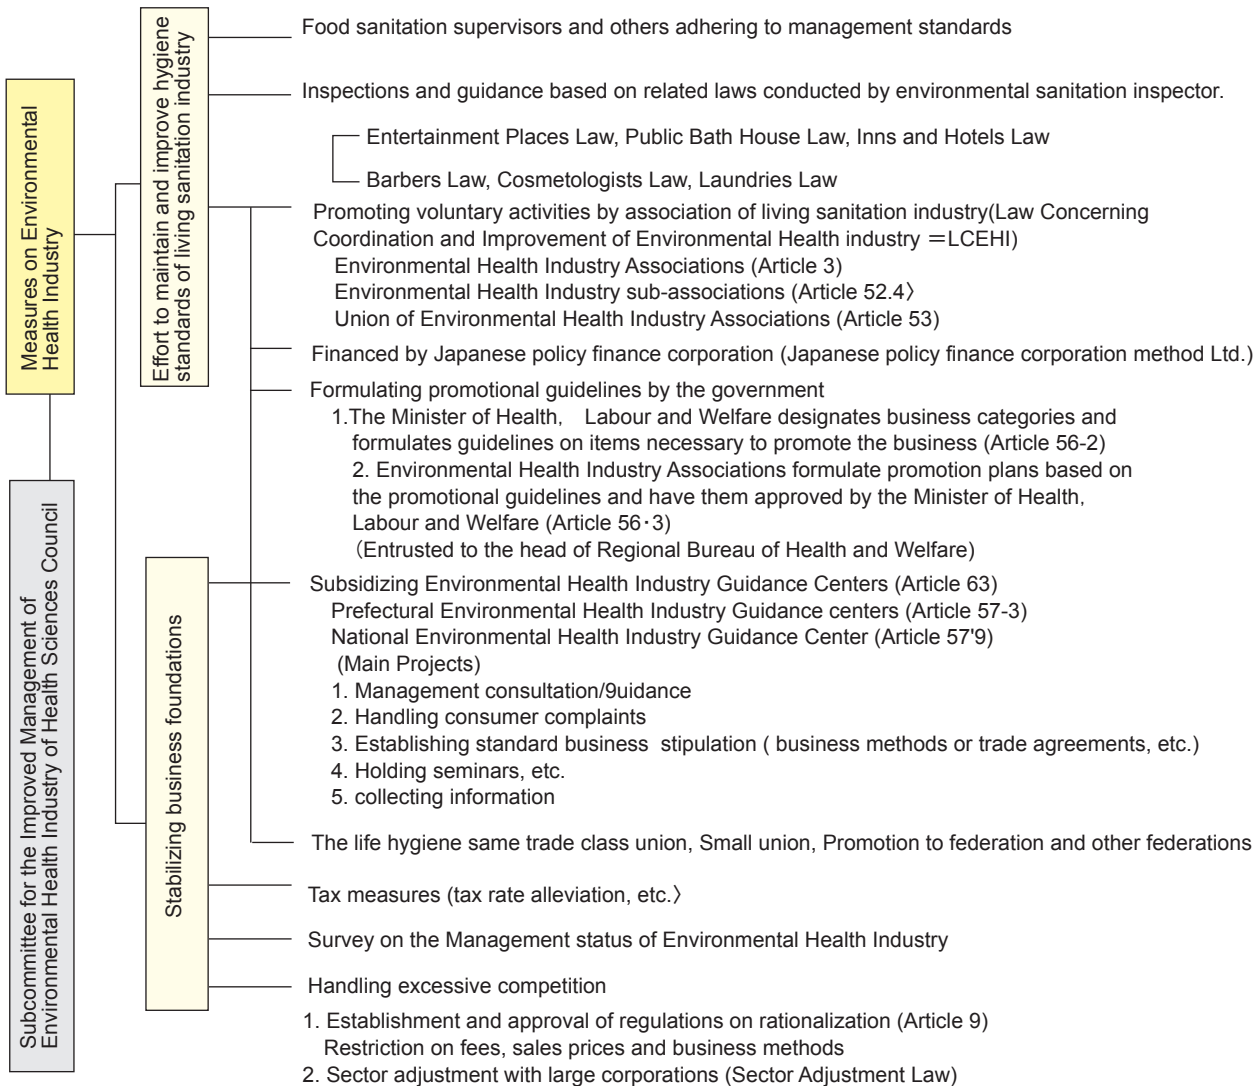 Measures on Environmental
Health Industry
Subcommittee for the Improved Management of
Environmental Health Industry of Health Sciences Council
Effort to maintain and improve hygiene
standards of living sanitation industry
Stabilizing business foundations
Food sanitation supervisors and others adhering to management standards
Inspections and guidance based on related laws conducted by environmental sanitation inspector.
Entertainment Places Law, Public Bath House Law, Inns and Hotels Law
Barbers Law, Cosmetologists Law, Laundries Law
Promoting voluntary activities by association of living sanitation industry(Law Concerning
Coordination and Improvement of Environmental Health industry ＝LCEHI)
Environmental Health Industry Associations (Article 3)
Environmental Health Industry sub-associations (Article 52.4〉
Union of Environmental Health Industry Associations (Article 53)
Financed by Japanese policy finance corporation (Japanese policy finance corporation method Ltd.)
Formulating promotional guidelines by the government
1.The Minister of Health,　Labour and Welfare designates business categories and
formulates guidelines on items necessary to promote the business (Article 56-2)
2. Environmental Health Industry Associations formulate promotion plans based on
the promotional guidelines and have them approved by the Minister of Health,
Labour and Welfare (Article 56･3)
（Entrusted to the head of Regional Bureau of Health and Welfare)
Subsidizing Environmental Health Industry Guidance Centers (Article 63)
Prefectural Environmental Health Industry Guidance centers (Article 57-3)
National Environmental Health Industry Guidance Center (Article 57'9)
(Main Projects)
1. Management consultation/9uidance
2. Handling consumer complaints
3. Establishing standard business stipulation ( business methods or trade agreements, etc.)
4. Holding seminars, etc.
5. collecting information
The life hygiene same trade class union, Small union, Promotion to federation and other federations
Tax measures (tax rate alleviation, etc.〉
Survey on the Management status of Environmental Health Industry
Handling excessive competition
1. Establishment and approval of regulations on rationalization (Article 9)
Restriction on fees, sales prices and business methods
2. Sector adjustment with large corporations (Sector Adjustment Law)